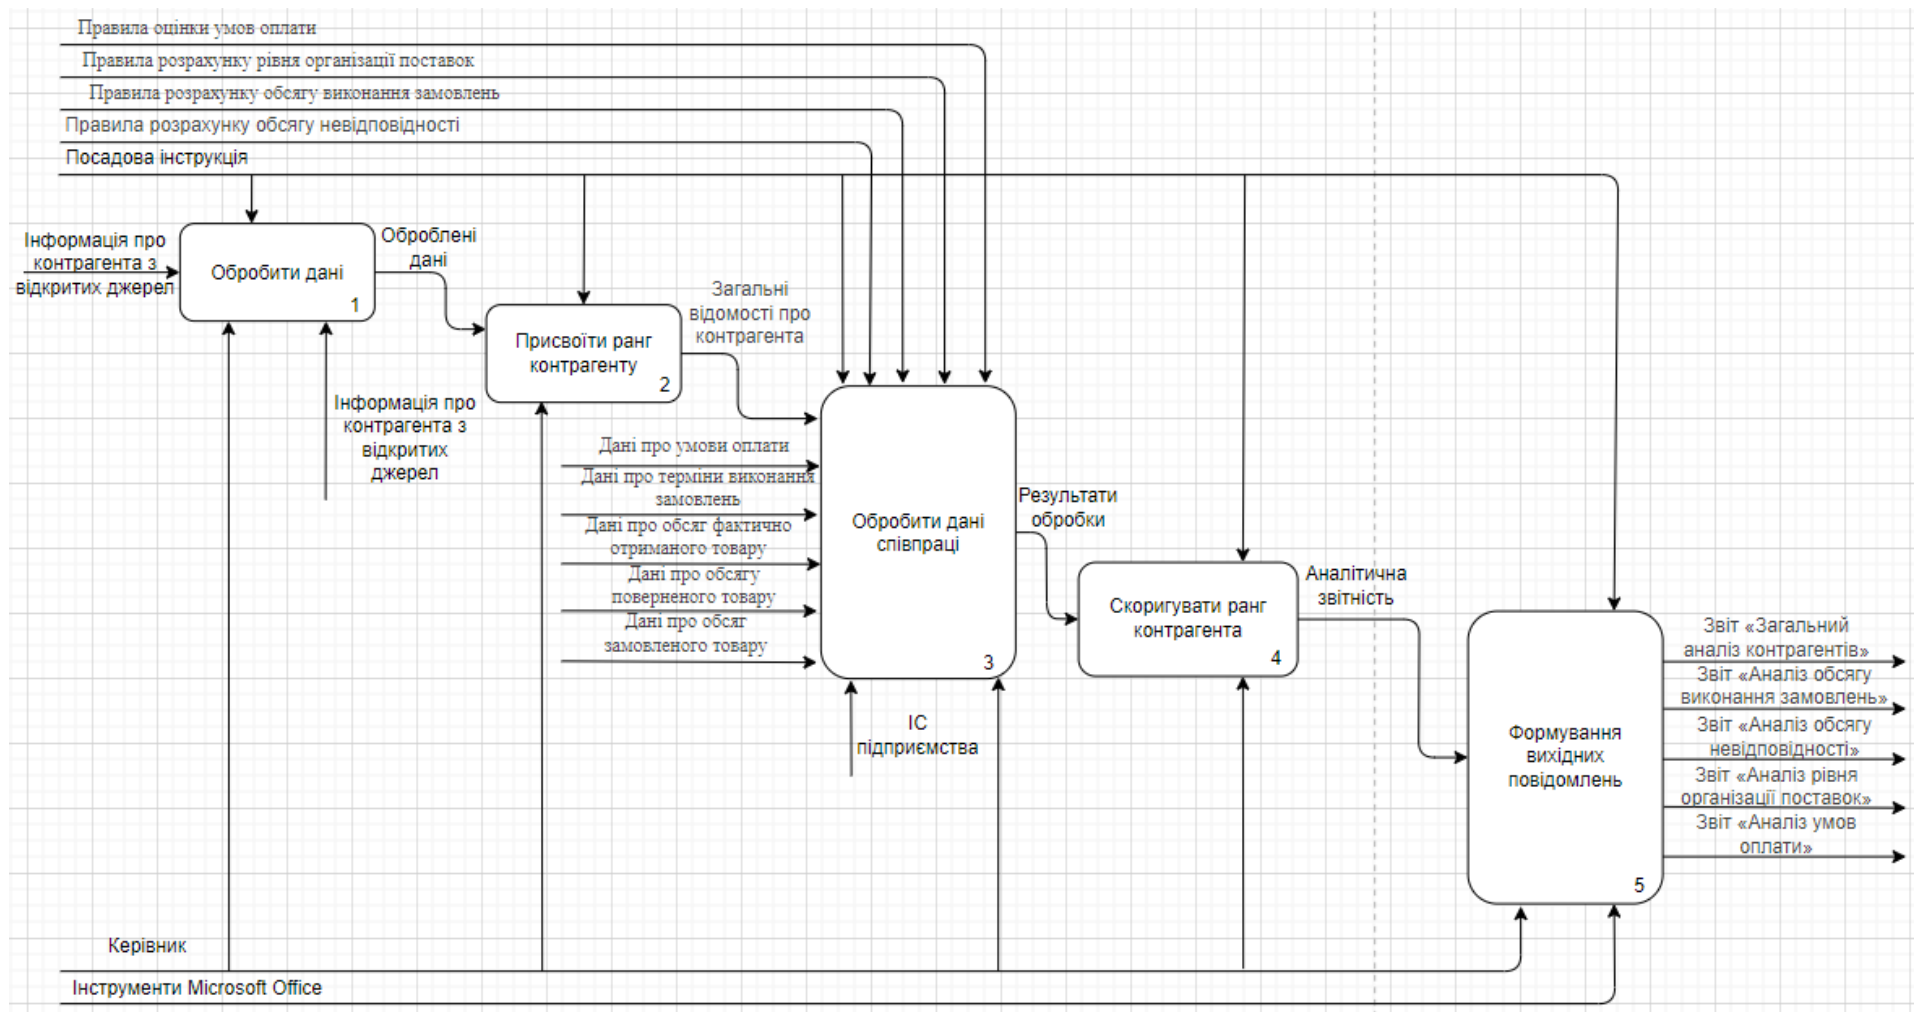 Правила оцінки умов оплати
Правила розрахунку рівня організації поставок
Правила розрахунку обсягу виконання замовлень
Правила розрахунку обсягу невідповідності
Посадова інструкція
Інформація про
контрагента з
відкритих джерел
Обробити дані
1
Оброблені
дані
Інформація про
контрагента з
відкритих
джерел
Присвоїти ранг
контрагенту
2
Загальні
відомості про
контрагента
Дані про умови оплати
Дані про терміни виконання
замовлень
Дані про обсяг фактично
отриманого товару
Дані про обсягу
поверненого товару
Дані про обсяг
замовленого товару
Обробити дані
співпраці
3
ІС
підприємства
Результати
обробки
Скоригувати ранг
контрагента
4
Аналітична
звітність
Формування
вихідних
повідомлень
5
Звіт «Загальний
аналіз контрагентів»
Звіт «Аналіз обсягу
виконання замовлень»
Звіт «Аналіз обсягу
невідповідності»
Звіт «Аналіз рівня
організації поставок»
Звіт «Аналіз умов
оплати»
Керівник
Інструменти Microsoft Office